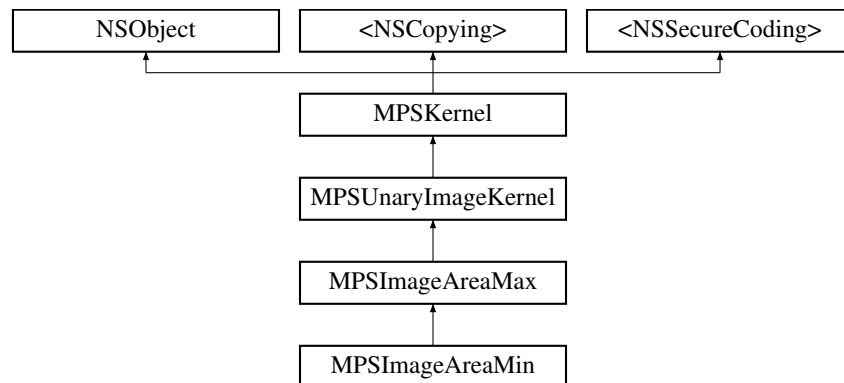 NSObject <NSCopying> <NSSecureCoding>
MPSKernel
MPSUnaryImageKernel
MPSImageAreaMax
MPSImageAreaMin